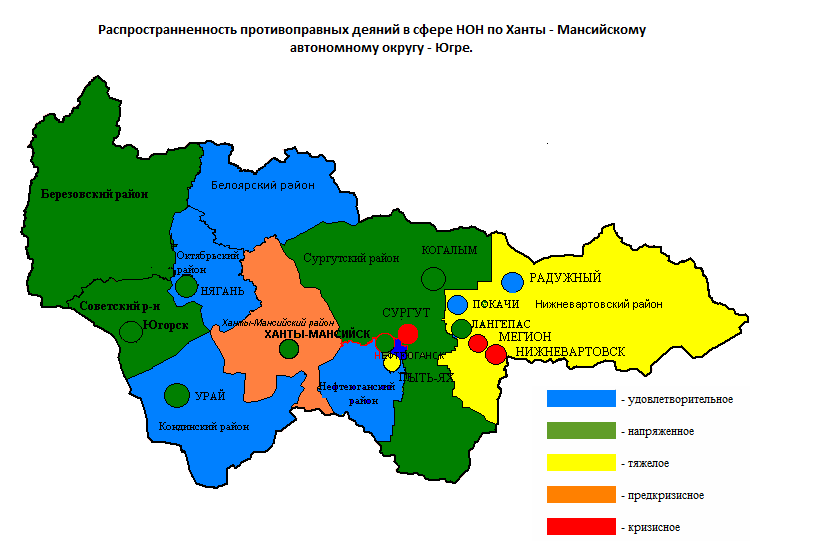 Распространненность противоправных деяний в сфере НОН по Ханты - Мансийскому
автономному округу - Югре.
Березовский район
Белоярский район
Октябрьский
район
НЯГАНЬ
Советский р-н
Югорск
Сургутский район
КОГАЛЫМ
РАДУЖНЫЙ
ПОКАЧИ
Нижневартовский район
СУРГУТ
ЛАНГЕПАС
Ханты-Мансийский район
ХАНТЫ-МАНСИЙСК
МЕГИОН
НИЖНЕВАРТОВСК
НЕФТЕЮГАНСК
ПЫТЬ-ЯХ
Нефтеюганский
район
УРАЙ
Кондинский район
- удовлетворительное
- напряженное
- тяжелое
- предкризисное
- кризисное